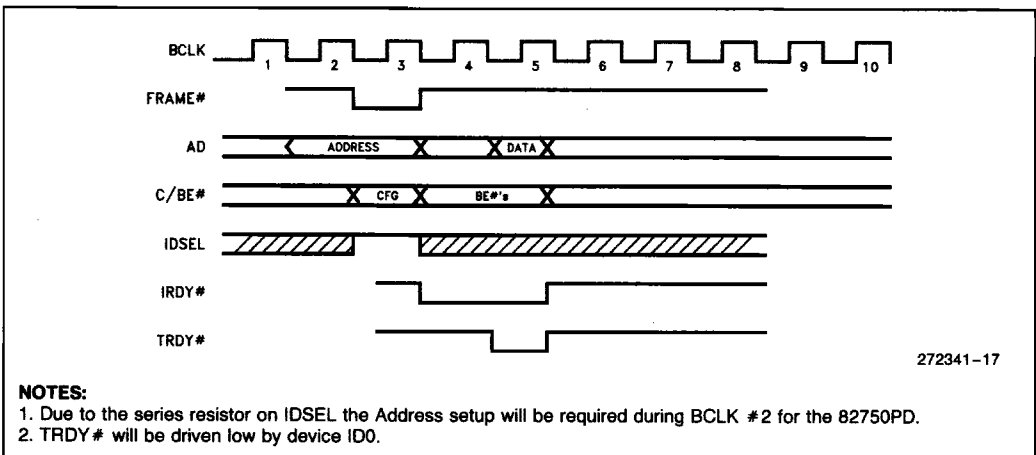 BCLK
1 2 3 4 5 6 7 8 9 10
FRAME#
AD ADDRESS DATA
C/BE# CFG BE#'s
IDSEL
IRDY#
TRDY#
272341-17
NOTES:
1. Due to the series resistor on IDSEL the Address setup will be required during BCLK #2 for the 82750PD.
2. TRDY# will be driven low by device ID0.